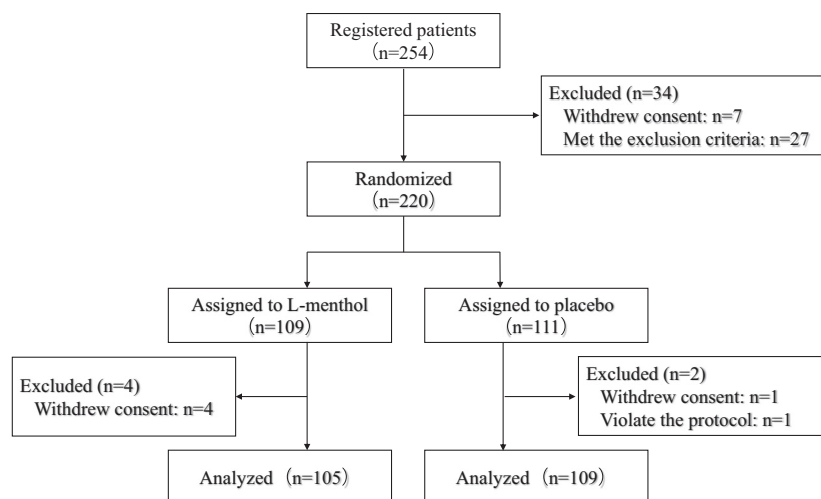 Registered patients
(n=254)
Excluded (n=34)
Withdrew consent: n=7
Met the exclusion criteria: n=27
Randomized
(n=220)
Assigned to L-menthol
(n=109)
Assigned to placebo
(n=111)
Excluded (n=4)
Withdrew consent: n=4
Excluded (n=2)
Withdrew consent: n=1
Violate the protocol: n=1
Analyzed (n=105)
Analyzed (n=109)